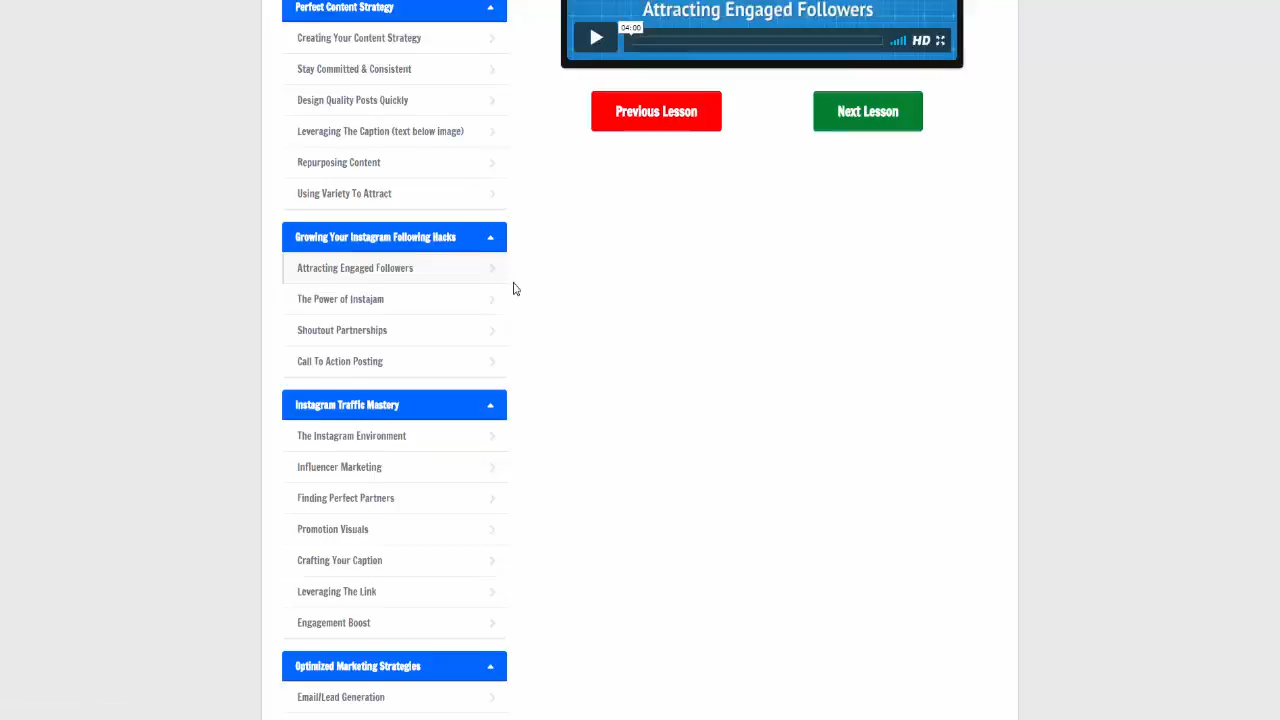 Perfect Content Strategy
Creating Your Content Strategy
Stay Committed & Consistent
Design Quality Posts Quickly
Leveraging The Caption (text below image)
Repurposing Content
Using Variety To Attract
Growing Your Instagram Following Hacks
Attracting Engaged Followers
The Power of Instajam
Shoutout Partnerships
Call To Action Posting
Instagram Traffic Mastery
The Instagram Environment
Influencer Marketing
Finding Perfect Partners
Promotion Visuals
Crafting Your Caption
Leveraging The Link
Engagement Boost
Optimized Marketing Strategies
Email/Lead Generation
Attracting Engaged Followers
04:00
HD
Previous Lesson
Next Lesson